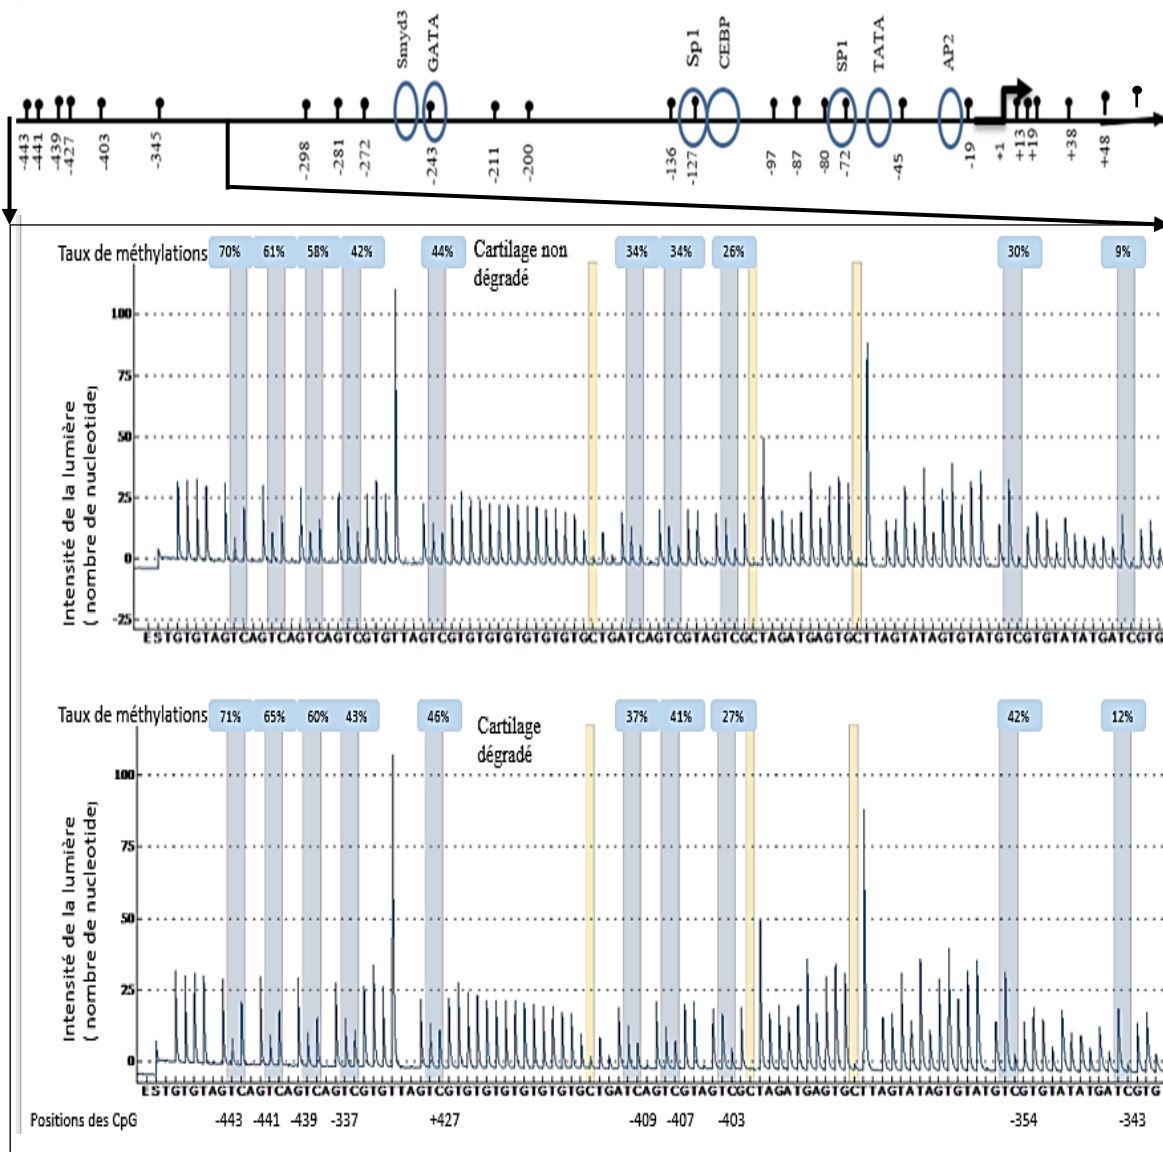 Smyd3 GATA Sp1 CEBP SP1 TATA AP2
-443 -441 -439 -427 -403 -345 -298 -281 -272 -243 -211 -200 -136 -127 -97 -87 -80 -72 -45 -19 +1 +13 +19 +38 +48
Taux de méthylations 70% 61% 58% 42% 44% Cartilage non 34% 34% 26% 30% 9%
dégradé
100
75
50
25
0
-25
Intensité de la lumière
( nombre de nucleotide)
E S T G T G T A G T C A G T C A G T C A G T C G T G T T A G T C G T G T G T G T G T G T G T G C T G A T C A G T C G T A G T C G C T A G A T G A G T G C T T A G T A T A G T G T A T G T C G T G T A T A T G A T C G T G
Taux de méthylations 71% 65% 60% 43% 46% Cartilage 37% 41% 27% 42% 12%
dégradé
100
75
50
25
0
Intensité de la lumière
( nombre de nucleotide)
E S T G T G T A G T C A G T C A G T C A G T C G T G T T A G T C G T G T G T G T G T G T G T G C T G A T C A G T C G T A G T C G C T A G A T G A G T G C T T A G T A T A G T G T A T G T C G T G T A T A T G A T C G T G
Positions des CpG -443 -441 -439 -337 +427 -409 -407 -403 -354 -343